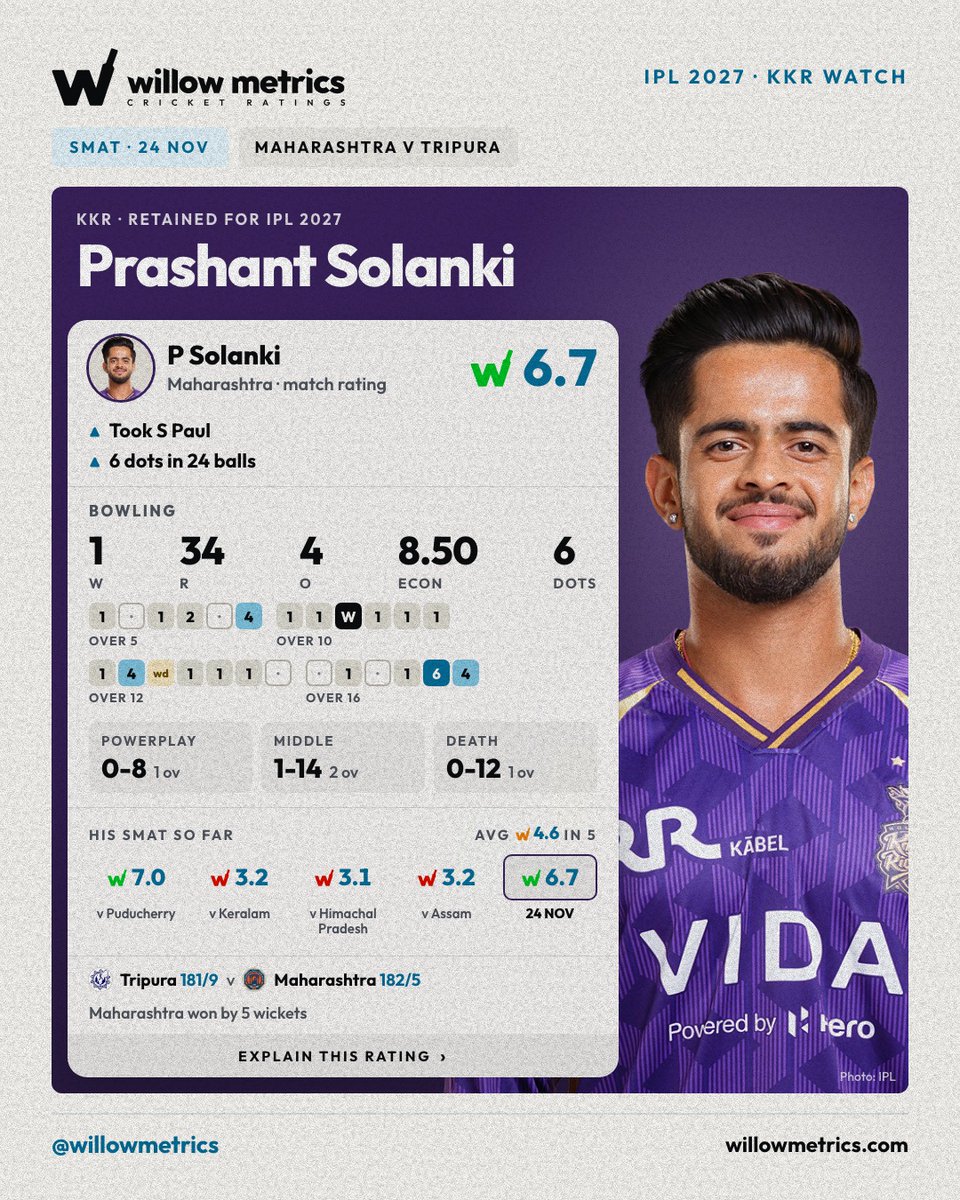 willow metrics
CRICKET RATINGS
IPL 2027 · KKR WATCH
SMAT · 24 NOV
MAHARASHTRA V TRIPURA
KKR · RETAINED FOR IPL 2027
Prashant Solanki
P Solanki
Maharashtra · match rating
W 6.7
▲ Took S Paul
▲ 6 dots in 24 balls
BOWLING
1 34 4 8.50 6
W R O ECON DOTS
1 · 1 2 · 4 1 1 W 1 1 1
OVER 5 OVER 10
1 4 wd 1 1 1 · · 1 · 1 6 4
OVER 12 OVER 16
POWERPLAY MIDDLE DEATH
0-8 1 ov 1-14 2 ov 0-12 1 ov
HIS SMAT SO FAR AVG W 4.6 IN 5
W 7.0 W 3.2 W 3.1 W 3.2 W 6.7
v Puducherry v Keralam v Himachal Pradesh v Assam 24 NOV
Tripura 181/9 v Maharashtra 182/5
Maharashtra won by 5 wickets
EXPLAIN THIS RATING ›
RR KĀBEL
VIDA
Powered by Hero
Photo: IPL
@willowmetrics
willowmetrics.com